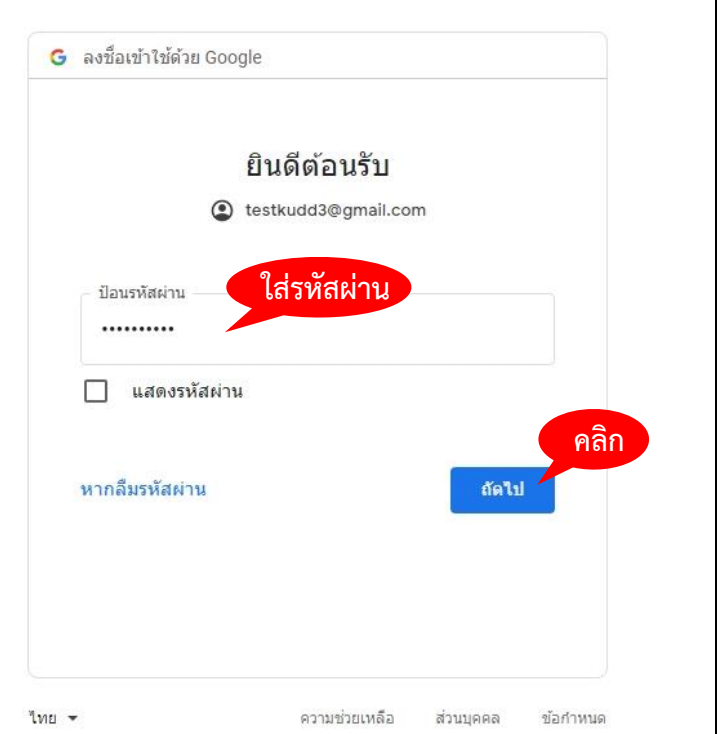 ลงชื่อเข้าใช้ด้วย Google
ยินดีต้อนรับ
testkudd3@gmail.com
ป้อนรหัสผ่าน
ใส่รหัสผ่าน
••••••••••
แสดงรหัสผ่าน
คลิก
หากลืมรหัสผ่าน ถัดไป
ไทย ความช่วยเหลือ ส่วนบุคคล ข้อกำหนด